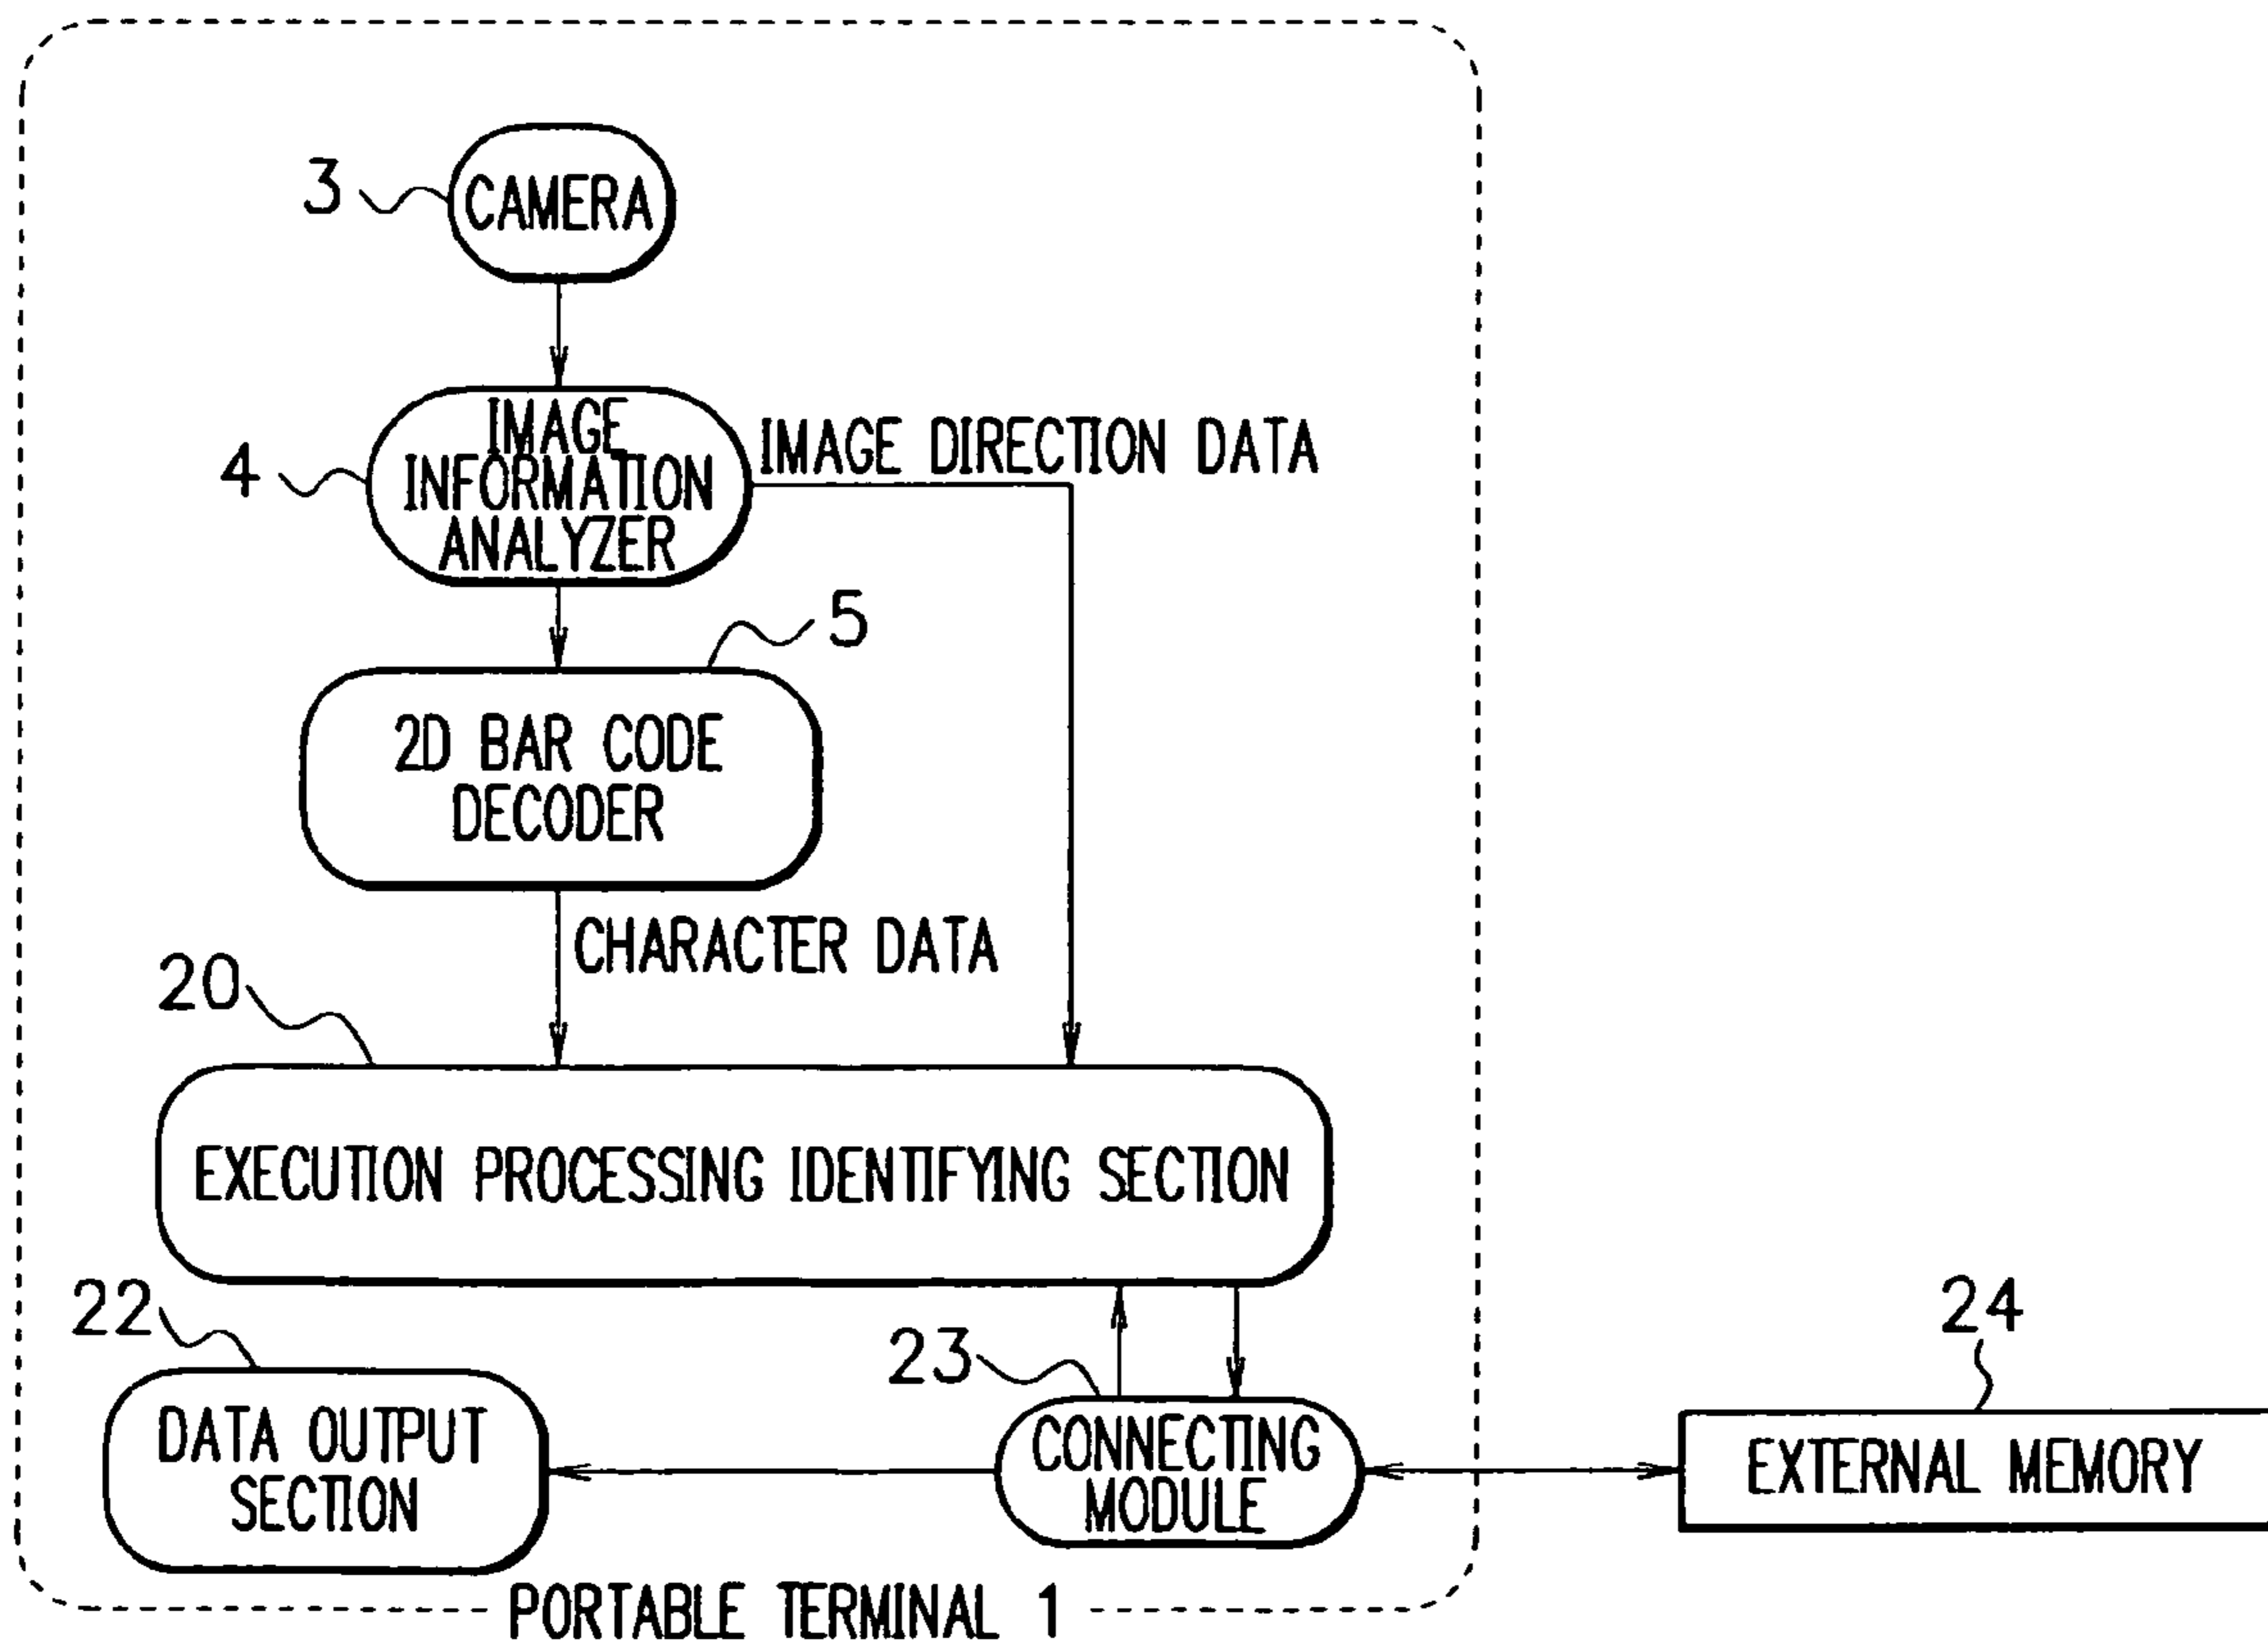 3
CAMERA
4
IMAGE
INFORMATION
ANALYZER
IMAGE DIRECTION DATA
5
2D BAR CODE
DECODER
CHARACTER DATA
20
EXECUTION PROCESSING IDENTIFYING SECTION
22
DATA OUTPUT
SECTION
23
CONNECTING
MODULE
24
EXTERNAL MEMORY
PORTABLE TERMINAL 1